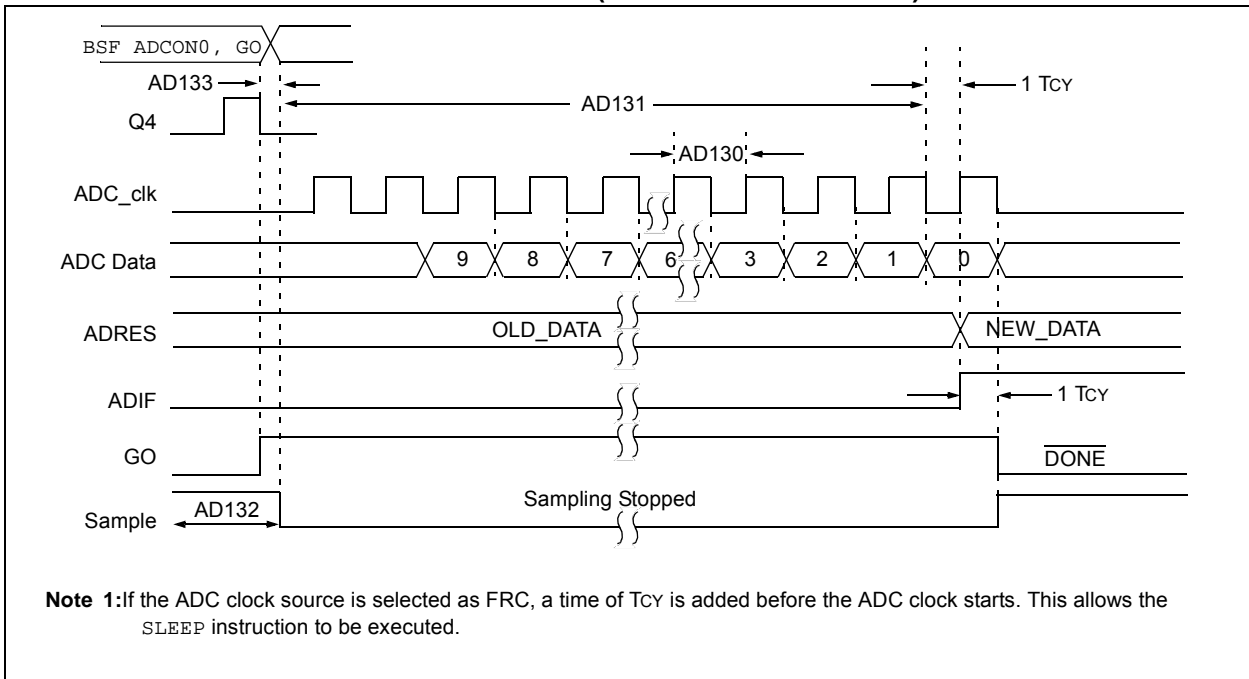 BSF ADCON0, GO
AD133
1 TCY
AD131
Q4
AD130
ADC_clk
ADC Data 9 8 7 6 3 2 1 0
ADRES OLD_DATA NEW_DATA
ADIF 1 TCY
GO DONE
Sample AD132 Sampling Stopped
Note 1:If the ADC clock source is selected as FRC, a time of TCY is added before the ADC clock starts. This allows the
SLEEP instruction to be executed.